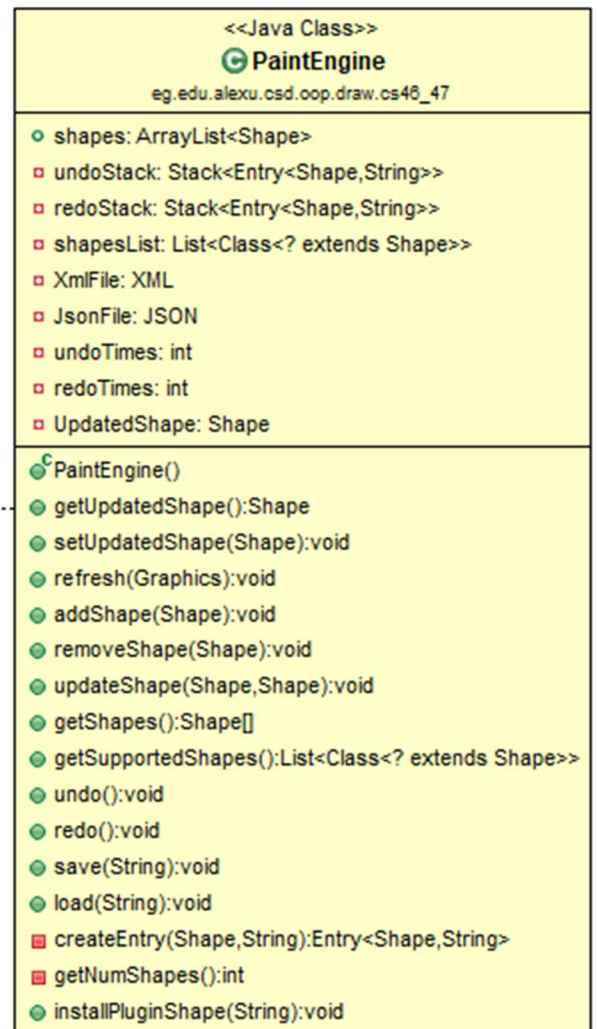 <<Java Class>>
PaintEngine
eg.edu.alexu.csd.oop.draw.cs46_47
shapes: ArrayList<Shape>
undoStack: Stack<Entry<Shape,String>>
redoStack: Stack<Entry<Shape,String>>
shapesList: List<Class<? extends Shape>>
XmlFile: XML
JsonFile: JSON
undoTimes: int
redoTimes: int
UpdatedShape: Shape
PaintEngine()
getUpdatedShape():Shape
setUpdatedShape(Shape):void
refresh(Graphics):void
addShape(Shape):void
removeShape(Shape):void
updateShape(Shape,Shape):void
getShapes():Shape[]
getSupportedShapes():List<Class<? extends Shape>>
undo():void
redo():void
save(String):void
load(String):void
createEntry(Shape,String):Entry<Shape,String>
getNumShapes():int
installPluginShape(String):void